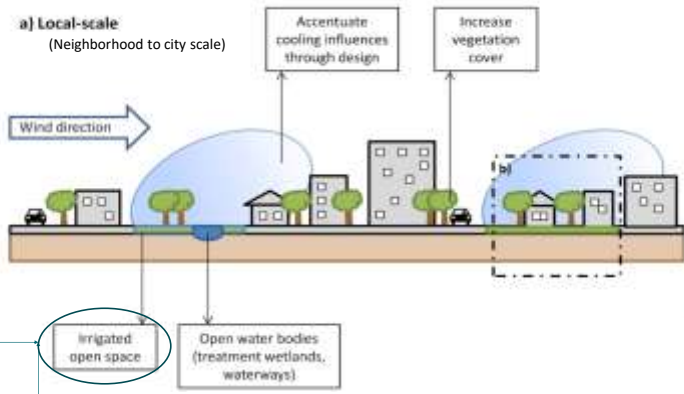 a) Local-scale
(Neighborhood to city scale)
Accentuate
cooling influences
through design
Increase
vegetation
cover
Wind direction
b)
Irrigated
open space
Open water bodies
(treatment wetlands,
waterways)